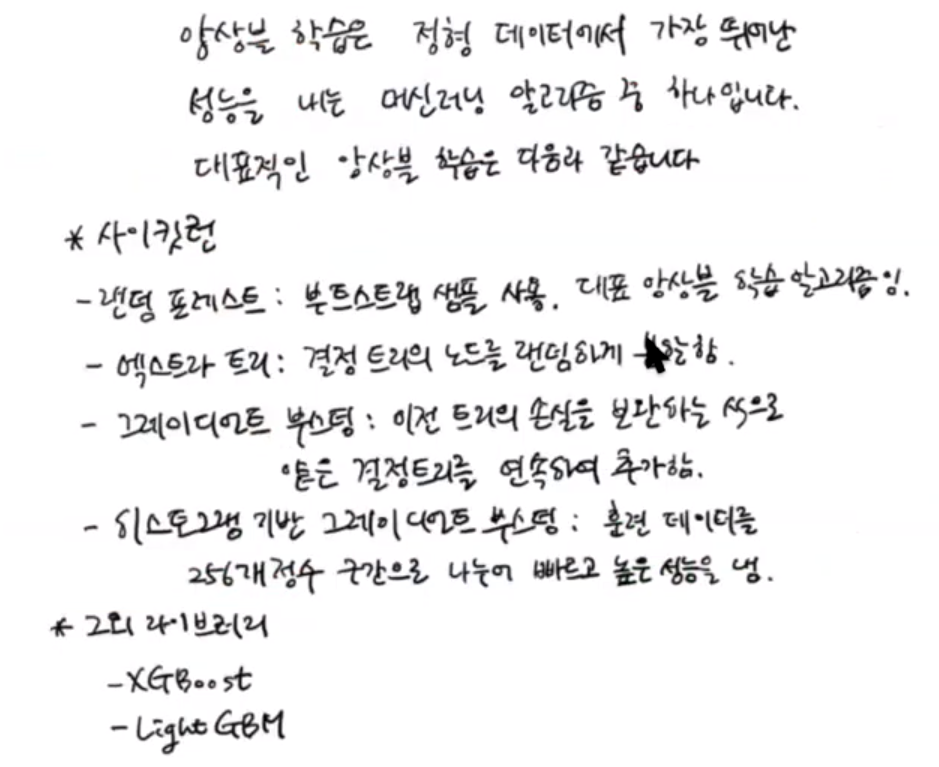 앙상블 학습은 정형 데이터에서 가장 뛰어난
성능을 내는 머신러닝 알고리즘 중 하나입니다.
대표적인 앙상블 학습은 다음과 같습니다
* 사이킷런
- 랜덤 포레스트 : 부트스트랩 샘플 사용. 대표 앙상블 학습 알고리즘임.
- 엑스트라 트리 : 결정 트리의 노드를 랜덤하게
- 그레이디언트 부스팅 : 이전 트리의 손실을 보완하는 식으로
얕은 결정트리를 연속하여 추가함.
- 히스토그램 기반 그레이디언트 부스팅 : 훈련 데이터를
256개 정수 구간으로 나누어 빠르고 높은 성능을 냄.
* 그외 라이브러리
- XGBoost
- Light GBM